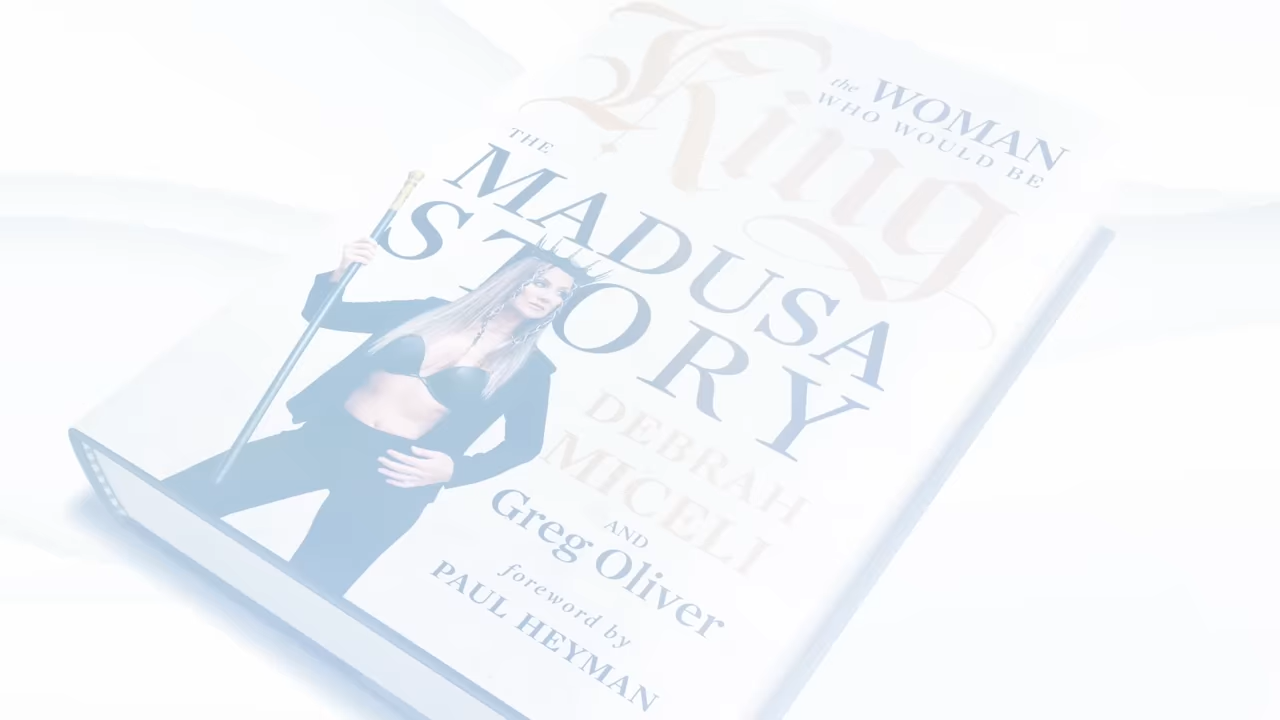 the WOMAN
WHO WOULD BE
King
THE
MADUSA
STORY
DEBRAH
MICELI
AND
Greg Oliver
foreword by
PAUL HEYMAN